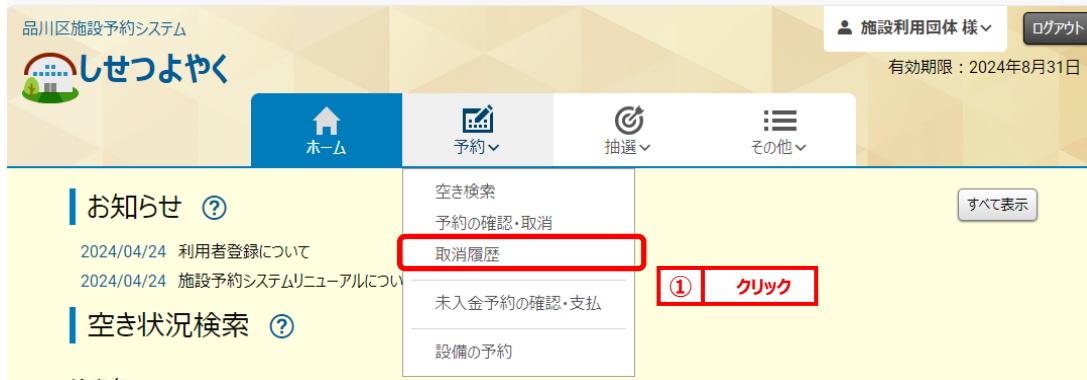 品川区施設予約システム
しせつよやく
施設利用団体 様
ログアウト
有効期限：2024年8月31日
ホーム
予約
抽選
その他
空き検索
予約の確認・取消
取消履歴
未入金予約の確認・支払
設備の予約
お知らせ ?
すべて表示
2024/04/24 利用者登録について
2024/04/24 施設予約システムリニューアルについ
① クリック
空き状況検索 ?